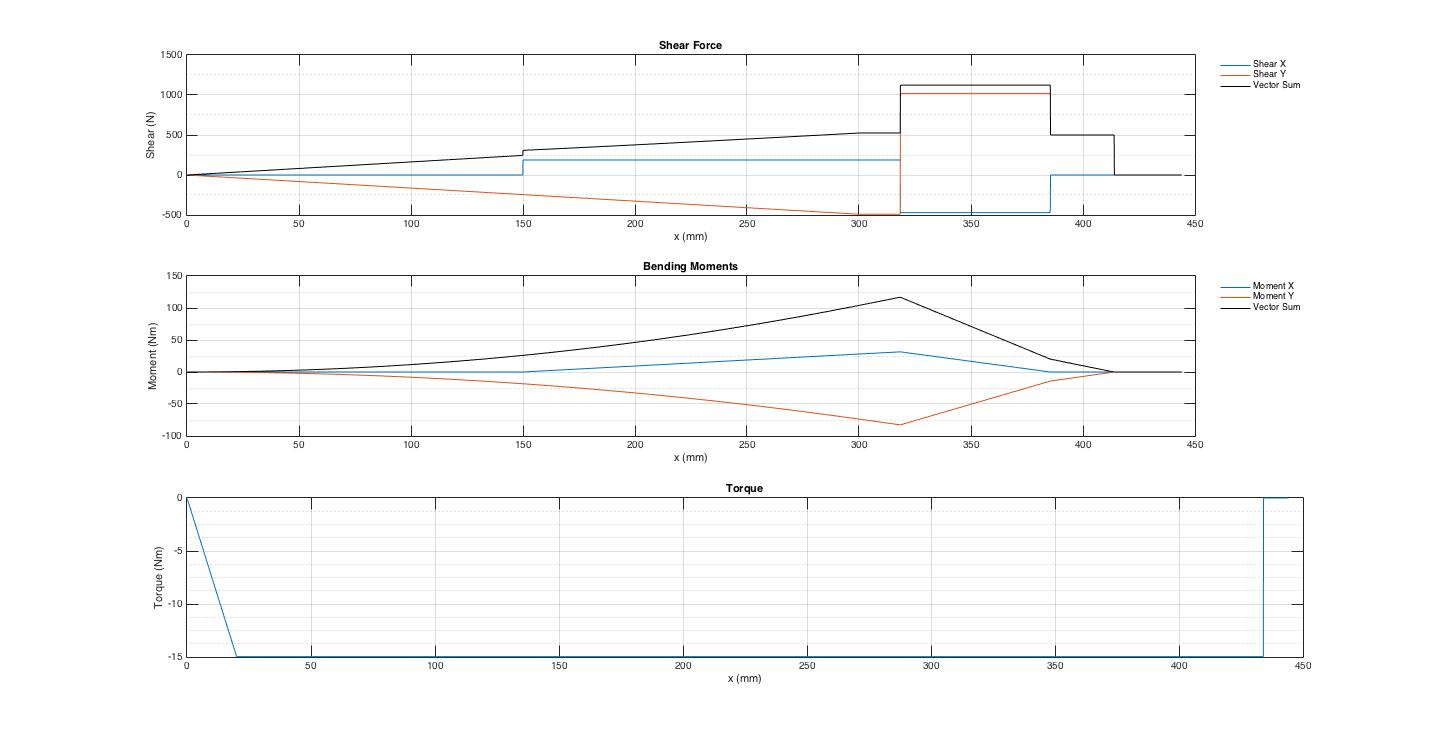 Shear Force
1500
1000
500
0
-500
Shear (N)
0 50 100 150 200 250 300 350 400 450
x (mm)
Shear X
Shear Y
Vector Sum
Bending Moments
150
100
50
0
-50
-100
Moment (Nm)
0 50 100 150 200 250 300 350 400 450
x (mm)
Moment X
Moment Y
Vector Sum
Torque
0
-5
-10
-15
Torque (Nm)
0 50 100 150 200 250 300 350 400 450
x (mm)